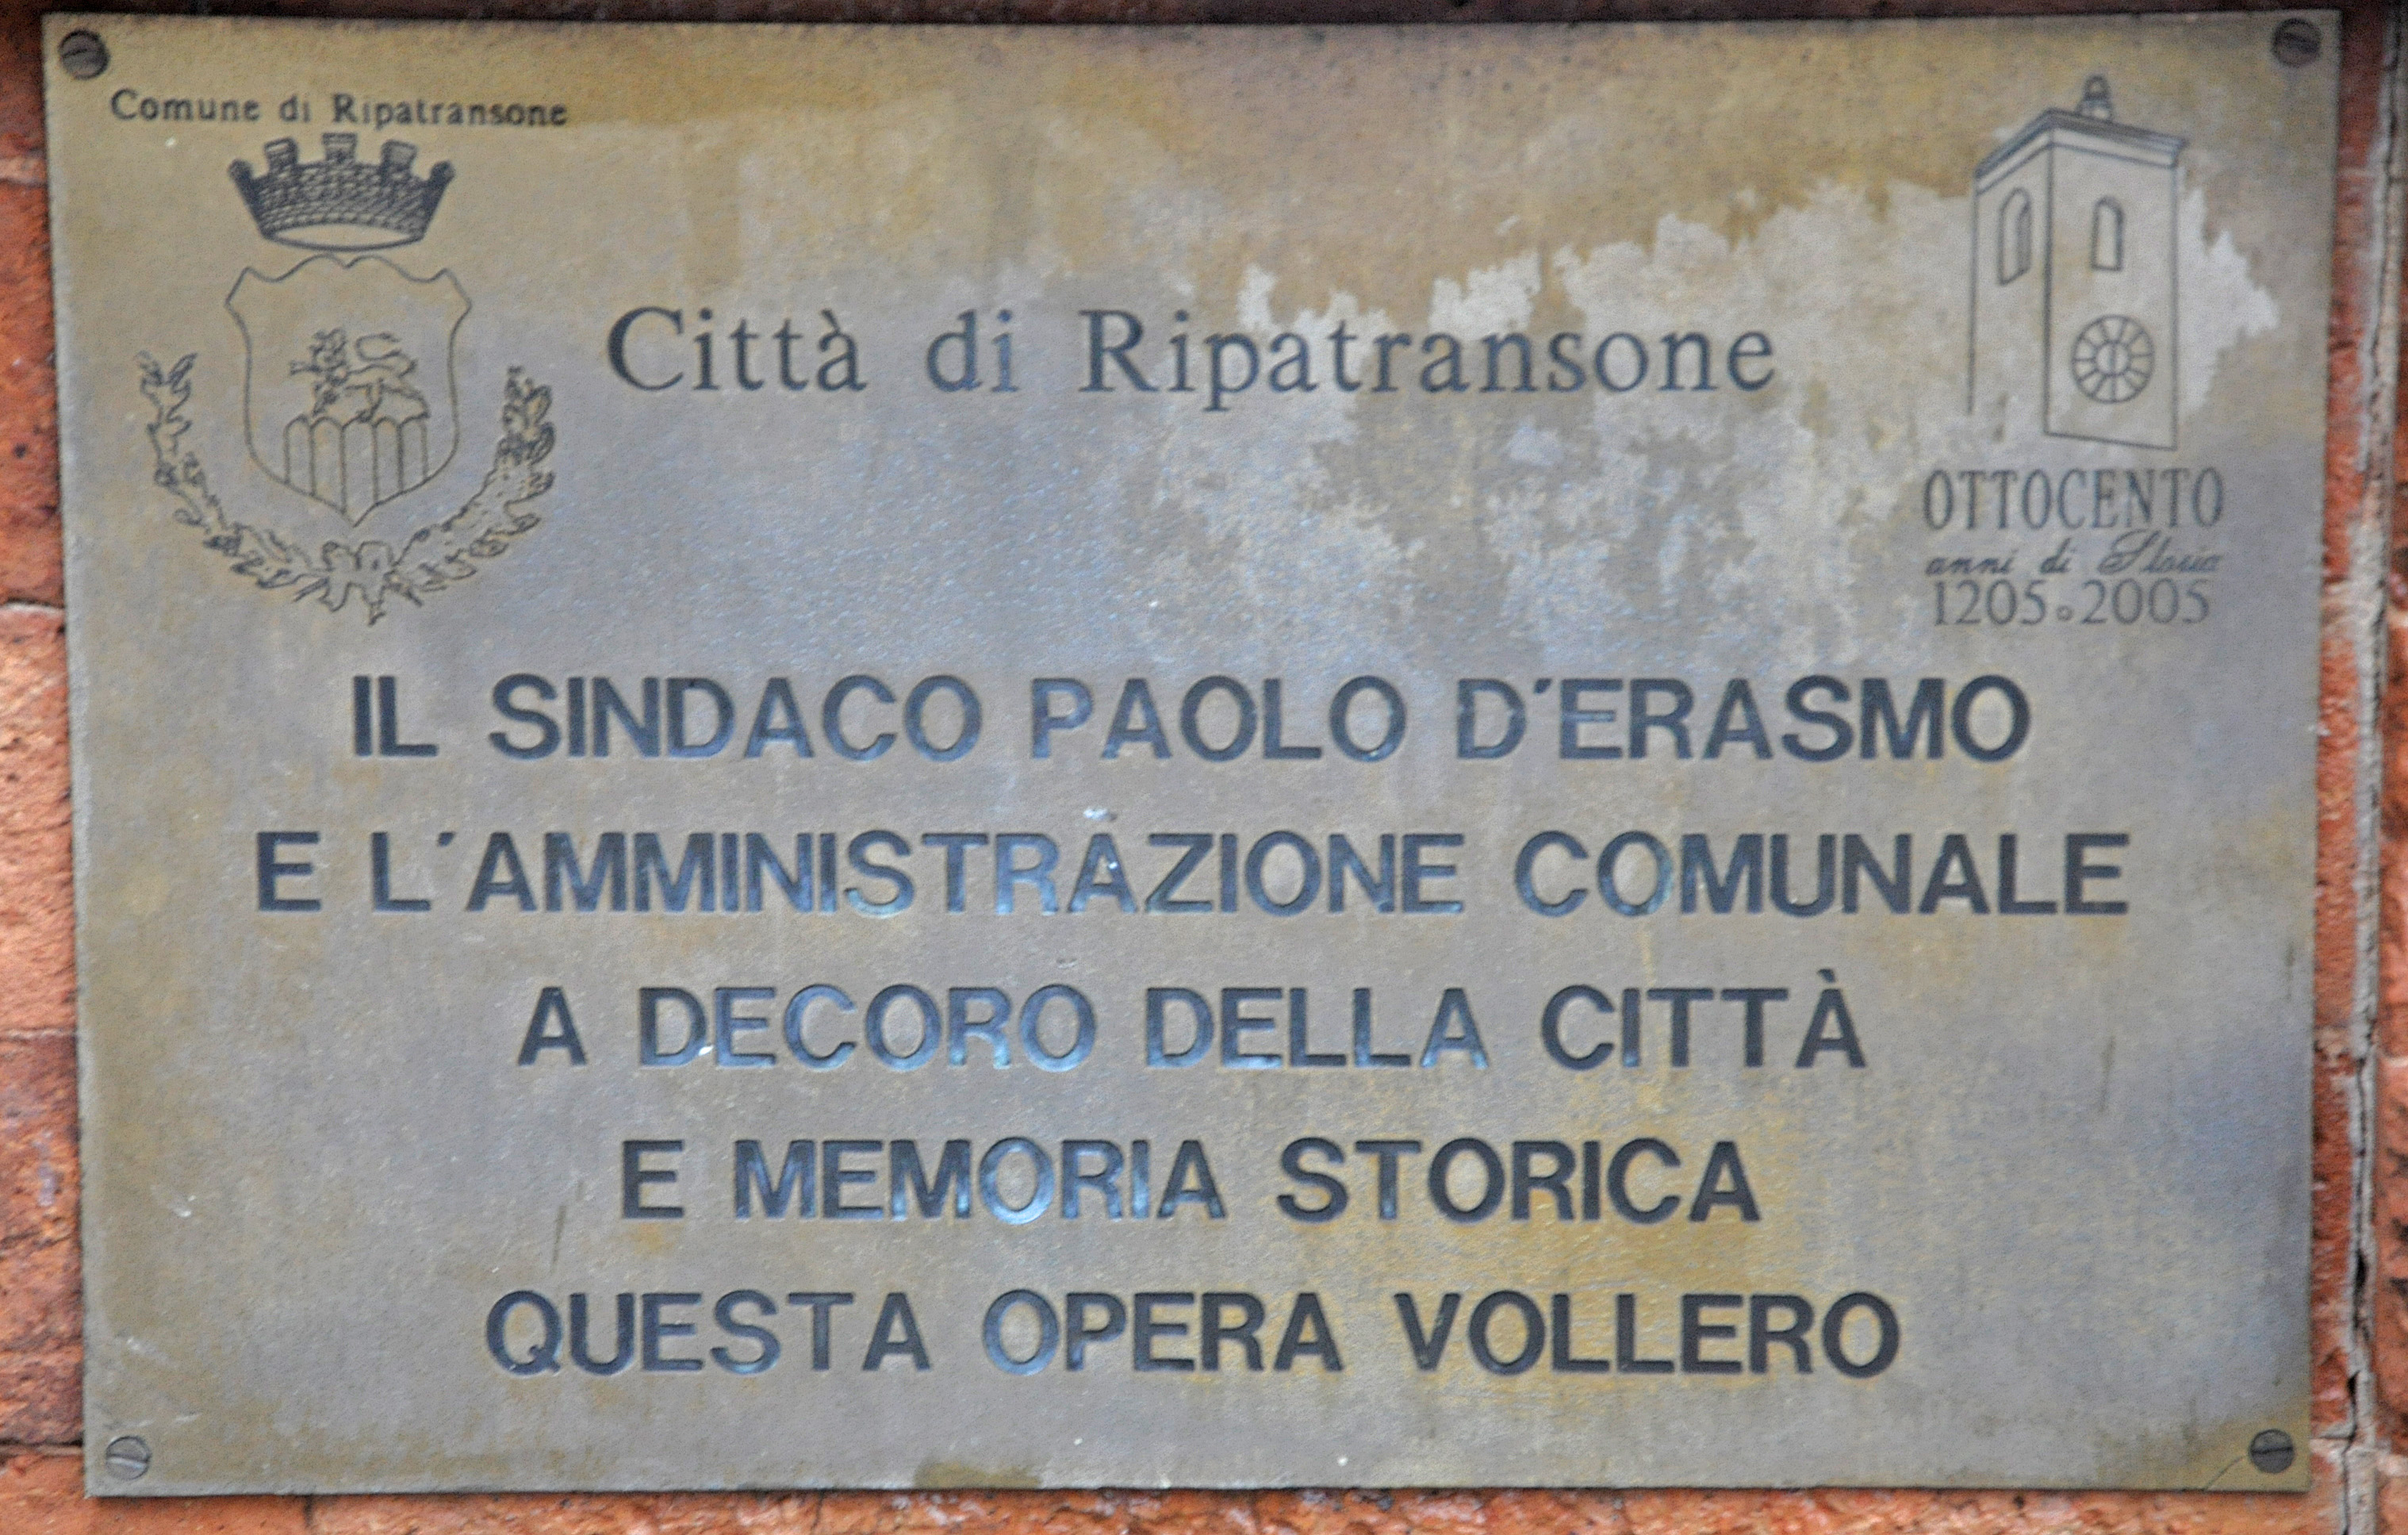 Comune di Ripatransone
Città di Ripatransone
OTTOCENTO
anni di Storia
1205 • 2005
IL SINDACO PAOLO D'ERASMO
E L'AMMINISTRAZIONE COMUNALE
A DECORO DELLA CITTÀ
E MEMORIA STORICA
QUESTA OPERA VOLLERO